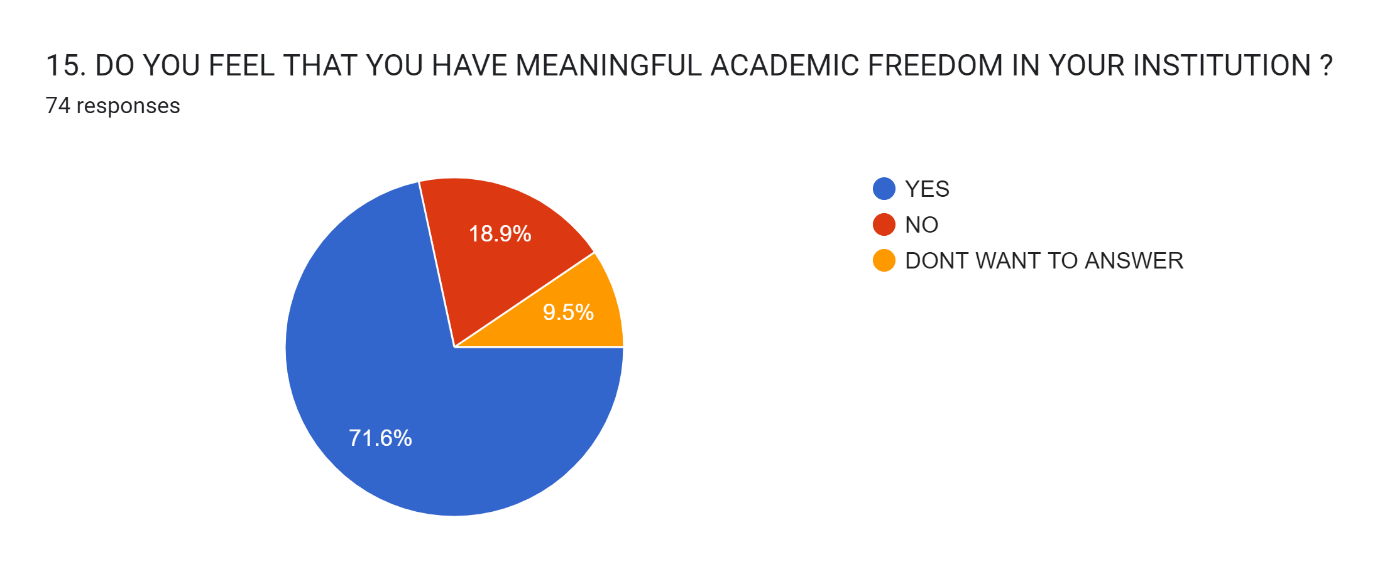 15. DO YOU FEEL THAT YOU HAVE MEANINGFUL ACADEMIC FREEDOM IN YOUR INSTITUTION ?
74 responses
18.9%
9.5%
71.6%
YES
NO
DONT WANT TO ANSWER